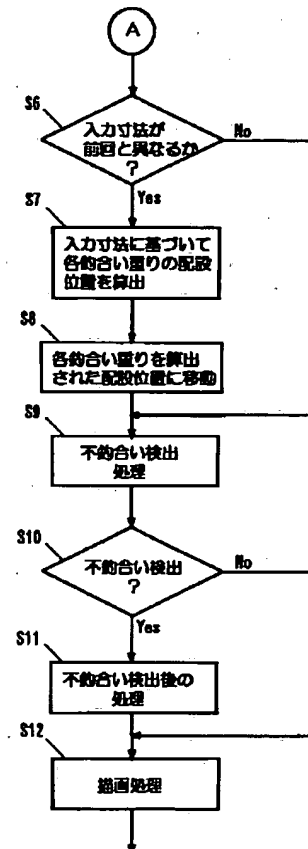 A
S6
入力寸法が
前回と異なるか
?
No
Yes
S7
入力寸法に基づいて
各釣合い重りの配設
位置を算出
S8
各釣合い重りを算出
された配設位置に移動
S9
不釣合い検出
処理
S10
不釣合い検出
?
No
Yes
S11
不釣合い検出後の
処理
S12
描画処理